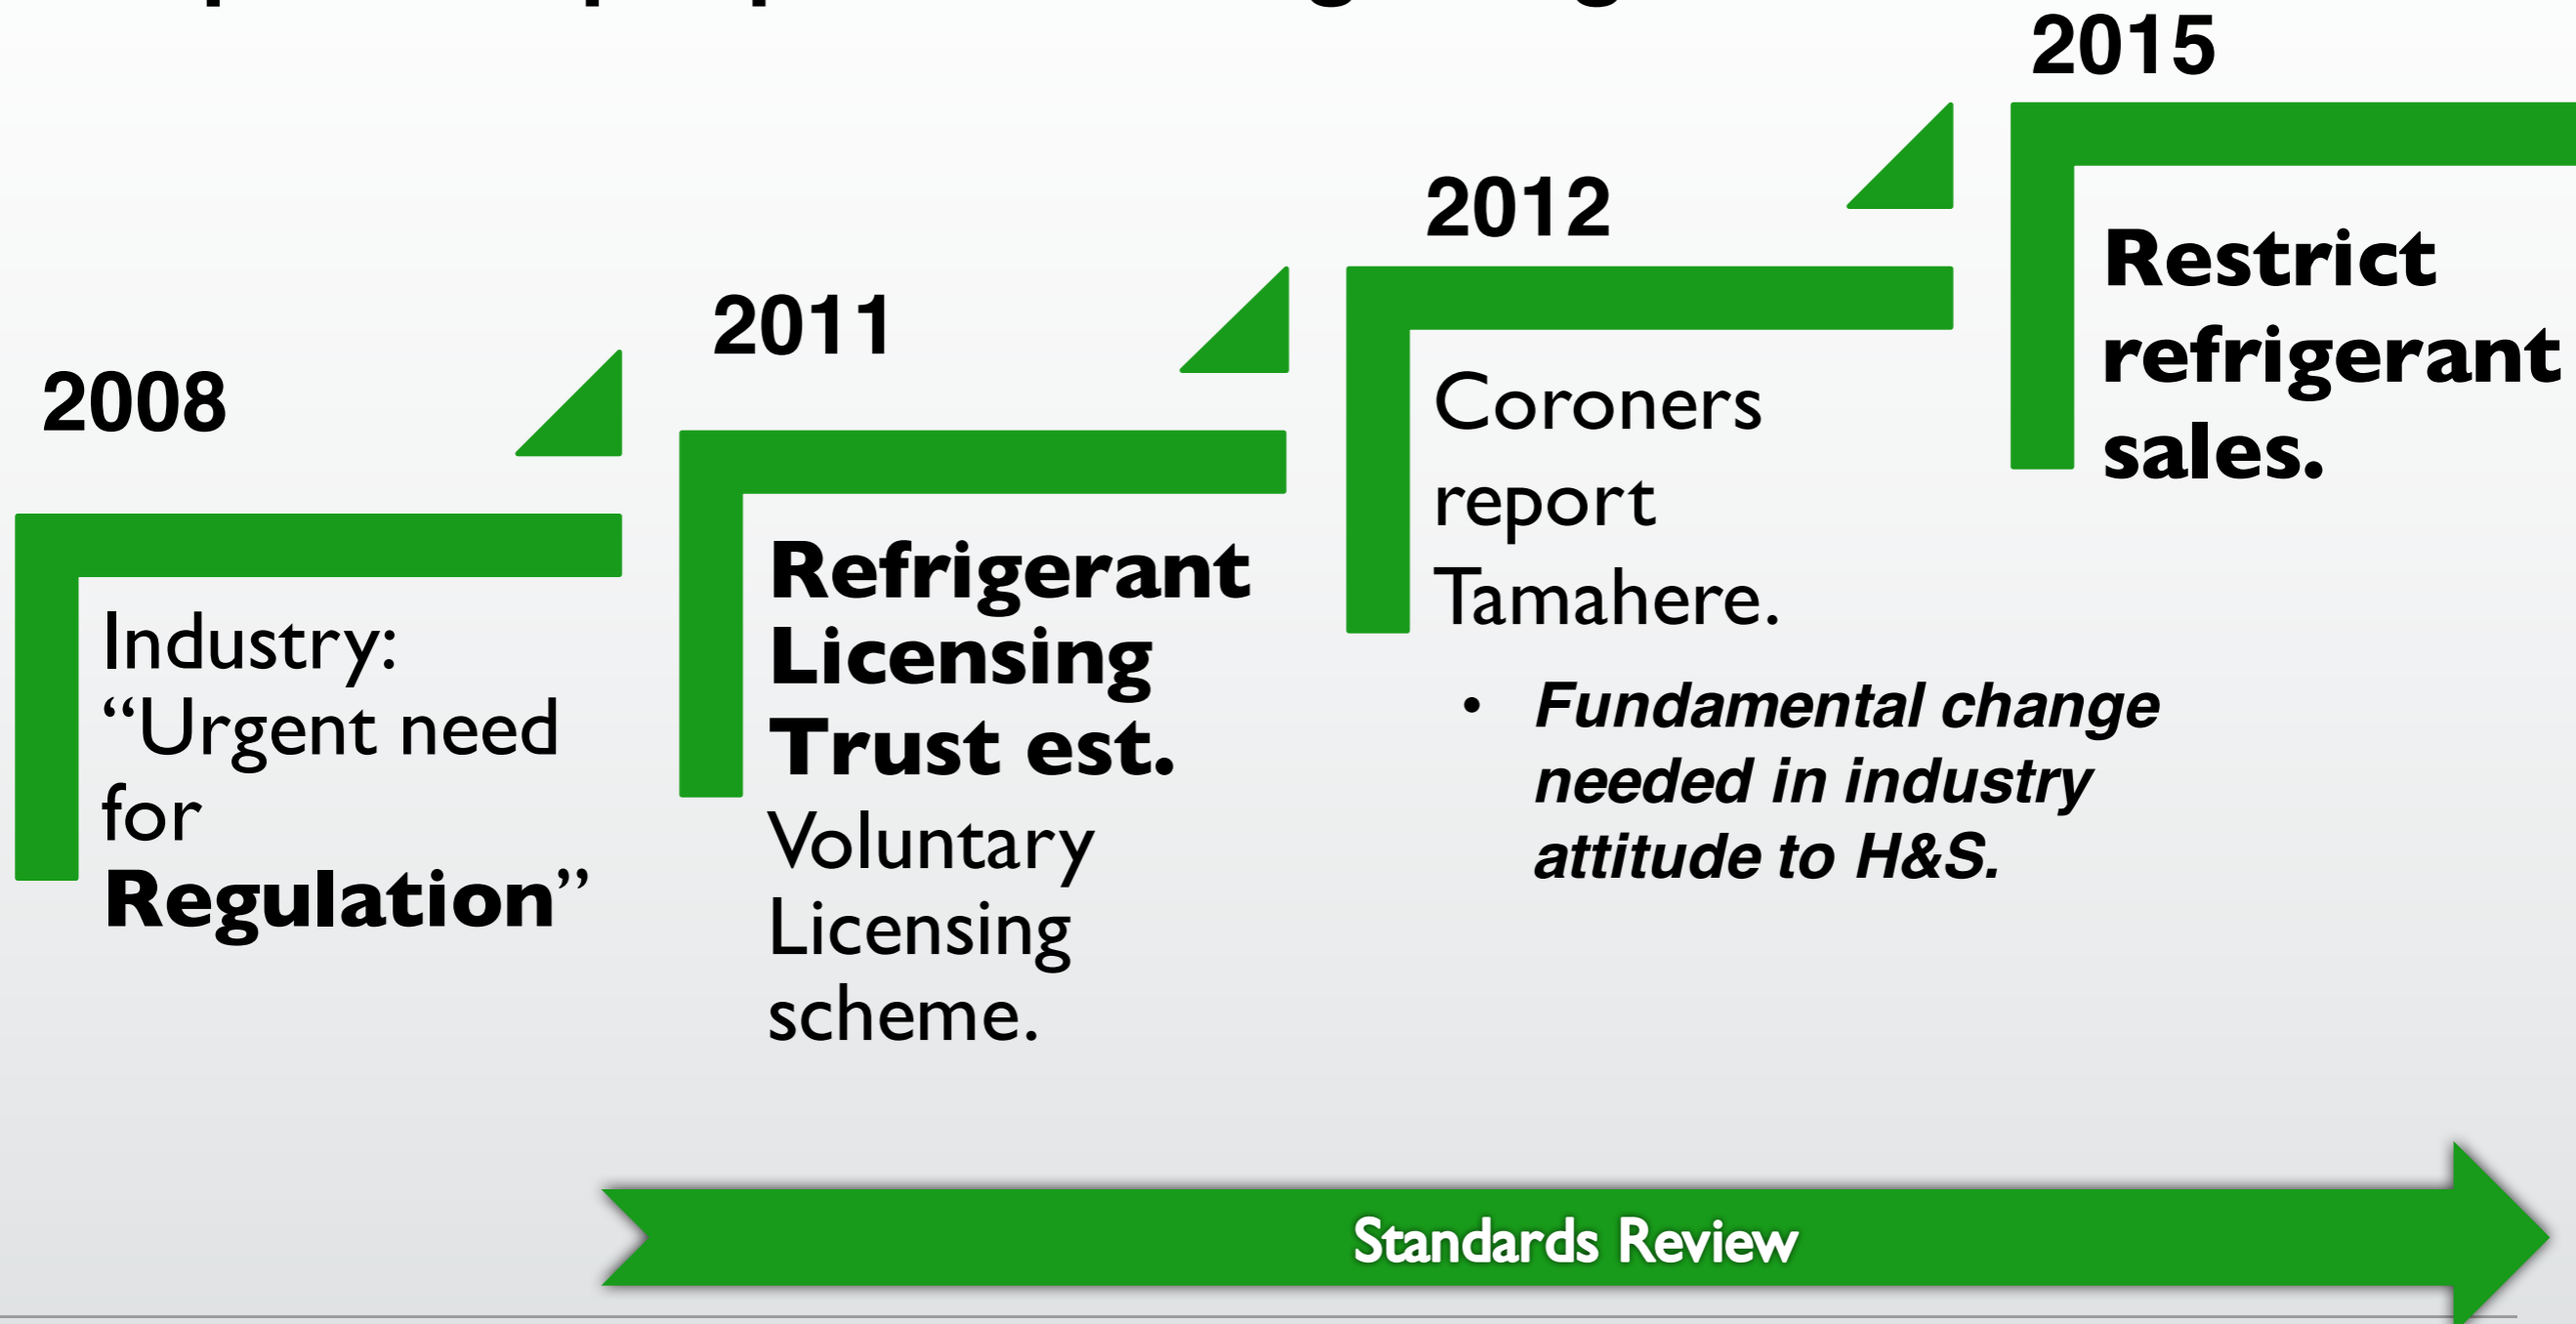 2008
Industry:
“Urgent need
for
Regulation”
2011
Refrigerant
Licensing
Trust est.
Voluntary
Licensing
scheme.
2012
Coroners
report
Tamahere.
• Fundamental change
needed in industry
attitude to H&S.
2015
Restrict
refrigerant
sales.
Standards Review